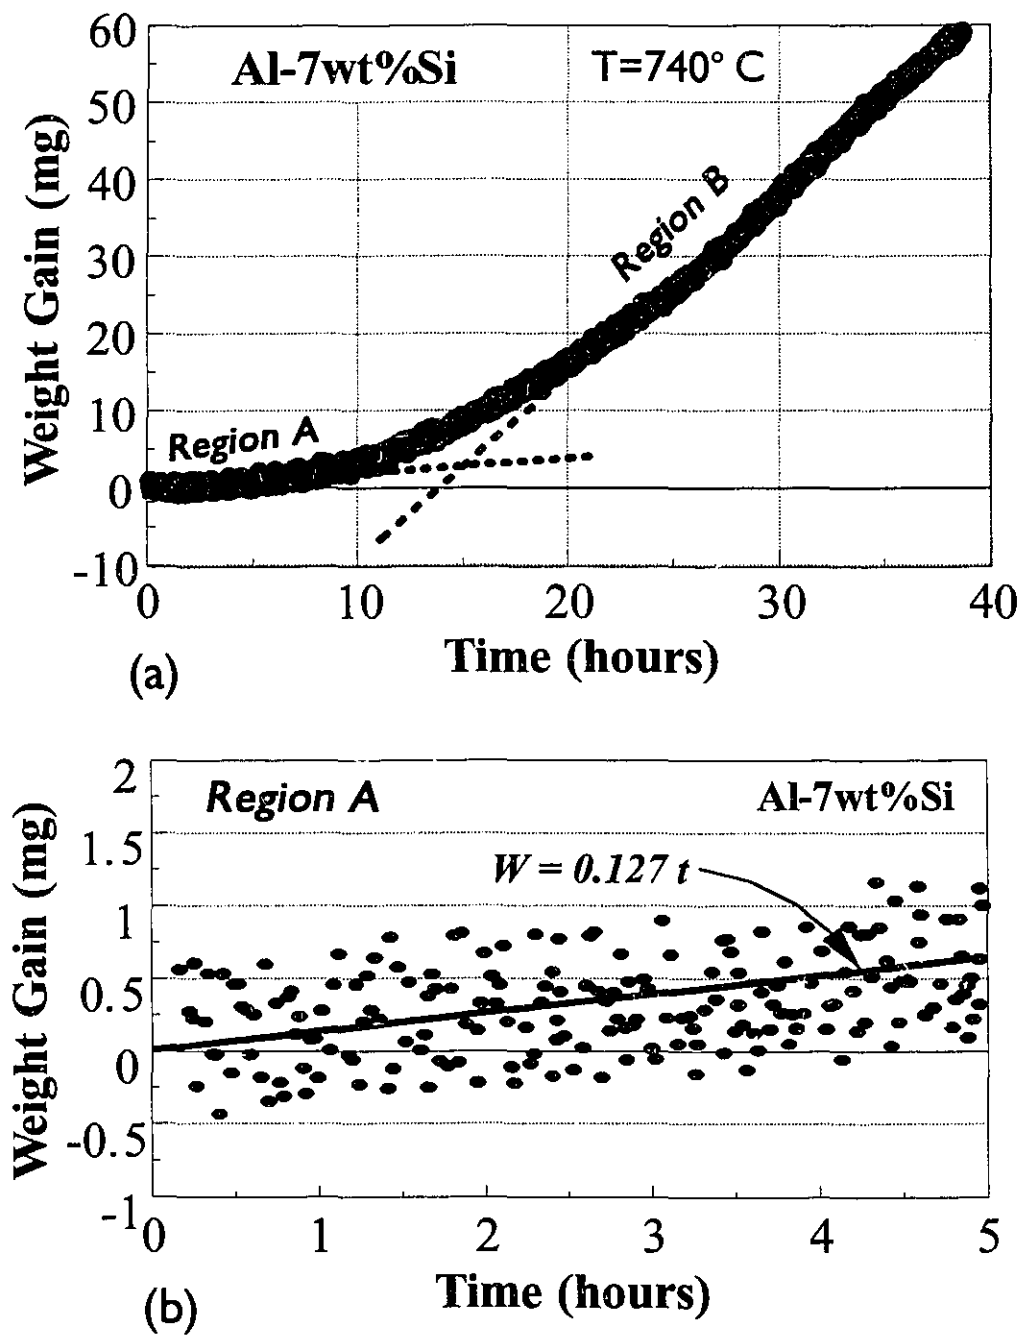 60
Al-7wt%Si T=740° C
50
40
Region B
30
20
10
Region A
0
-10
0 10 20 30 40
Weight Gain (mg)
Time (hours)
(a)
2
Region A Al-7wt%Si
1.5
W = 0.127 t
1
0.5
0
-0.5
-1
0 1 2 3 4 5
Weight Gain (mg)
Time (hours)
(b)